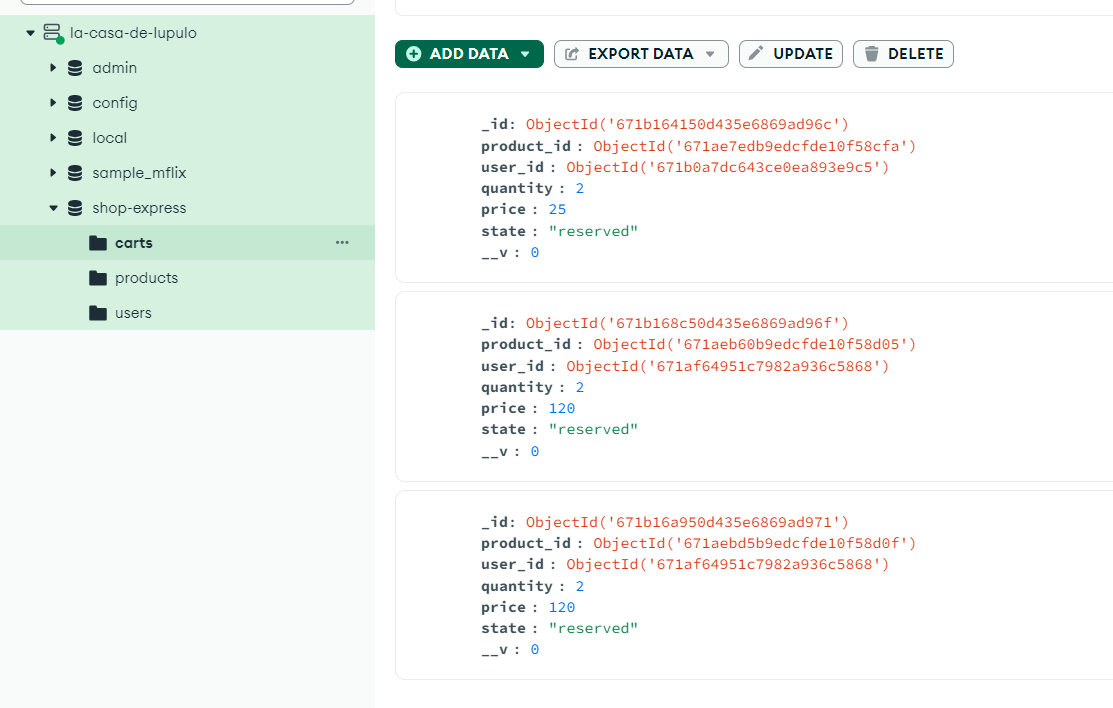 la-casa-de-lupulo
admin
config
local
sample_mflix
shop-express
carts
products
users
ADD DATA EXPORT DATA UPDATE DELETE
_id: ObjectId('671b164150d435e6869ad96c')
product_id : ObjectId('671ae7edb9edcfde10f58cfa')
user_id : ObjectId('671b0a7dc643ce0ea893e9c5')
quantity : 2
price : 25
state : "reserved"
__v : 0
_id: ObjectId('671b168c50d435e6869ad96f')
product_id : ObjectId('671aeb60b9edcfde10f58d05')
user_id : ObjectId('671af64951c7982a936c5868')
quantity : 2
price : 120
state : "reserved"
__v : 0
_id: ObjectId('671b16a950d435e6869ad971')
product_id : ObjectId('671aebd5b9edcfde10f58d0f')
user_id : ObjectId('671af64951c7982a936c5868')
quantity : 2
price : 120
state : "reserved"
__v : 0